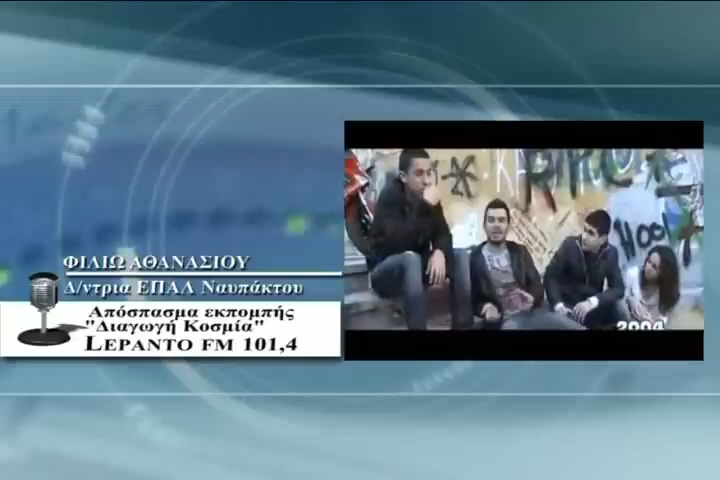 ΦΙΛΙΩ ΑΘΑΝΑΣΙΟΥ
Δ/ντρια ΕΠΑΛ Ναυπάκτου
Απόσπασμα εκπομπής
"Διαγωγή Κοσμία"
LEPANTO FM 101,4
2004